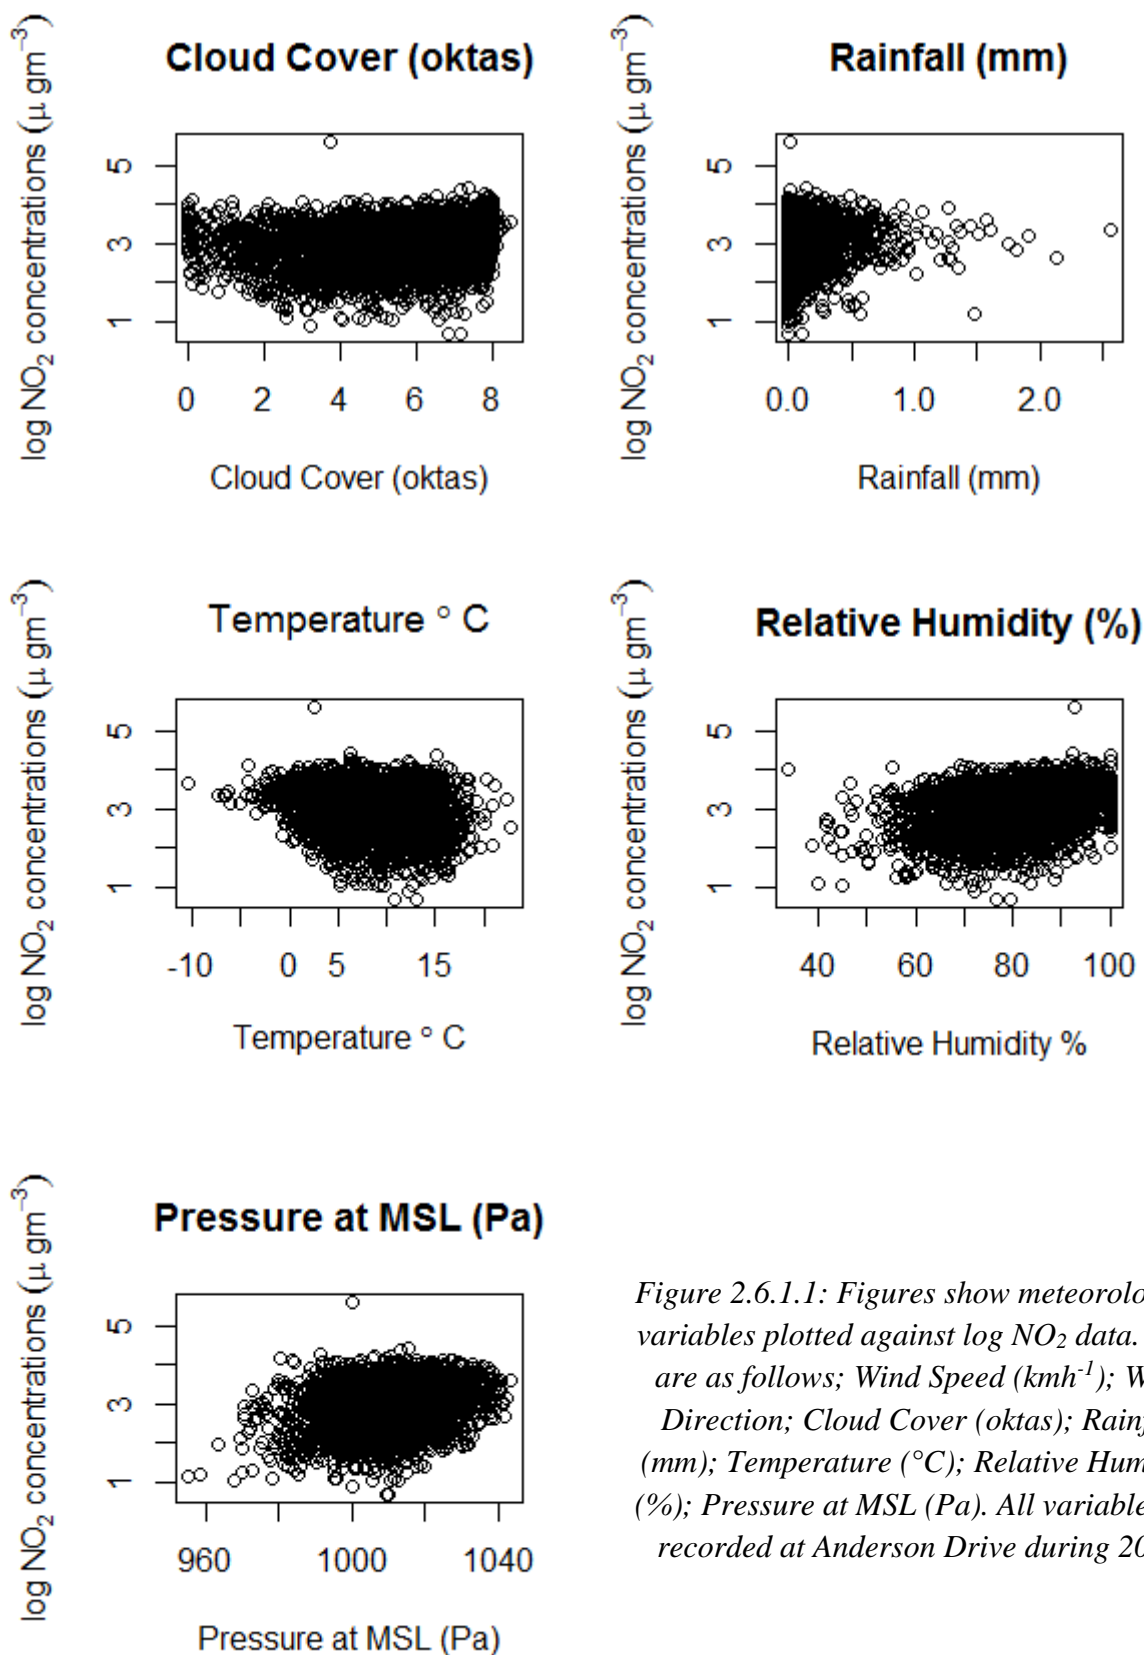 Cloud Cover (oktas)
log NO₂ concentrations (μ gm⁻³)
5
3
1
0 2 4 6 8
Cloud Cover (oktas)
Rainfall (mm)
log NO₂ concentrations (μ gm⁻³)
5
3
1
0.0 1.0 2.0
Rainfall (mm)
Temperature ° C
log NO₂ concentrations (μ gm⁻³)
5
3
1
-10 0 5 15
Temperature ° C
Relative Humidity (%)
log NO₂ concentrations (μ gm⁻³)
5
3
1
40 60 80 100
Relative Humidity %
Pressure at MSL (Pa)
log NO₂ concentrations (μ gm⁻³)
5
3
1
960 1000 1040
Pressure at MSL (Pa)
Figure 2.6.1.1: Figures show
variables plotted against log NO₂ data.
are as follows; Wind Speed (kmh⁻¹);
Direction; Cloud Cover (oktas);
(mm); Temperature (°C); Relative
(%); Pressure at MSL (Pa). All
recorded at Anderson Drive during